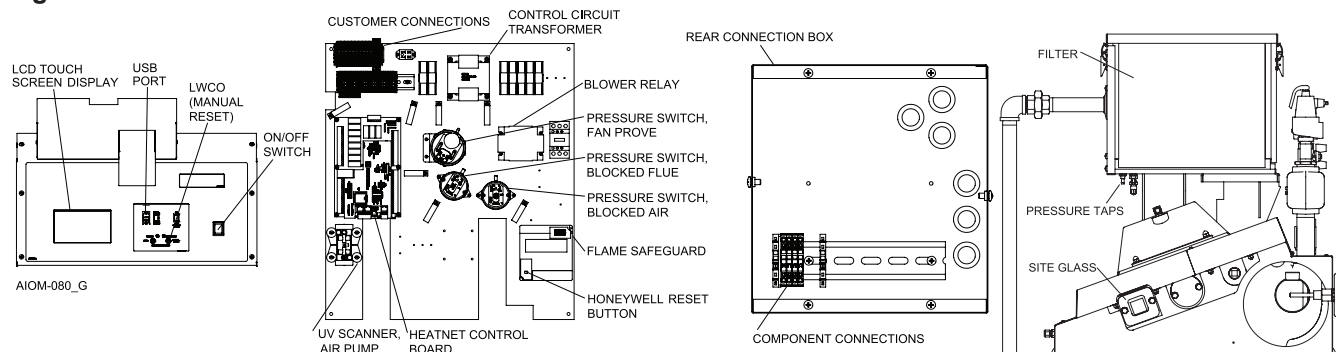 LCD TOUCH
SCREEN DISPLAY
USB
PORT
LWCO
(MANUAL
RESET)
ON/OFF
SWITCH
AIOM-080_G
CUSTOMER CONNECTIONS
CONTROL CIRCUIT
TRANSFORMER
BLOWER RELAY
PRESSURE SWITCH,
FAN PROVE
PRESSURE SWITCH,
BLOCKED FLUE
PRESSURE SWITCH,
BLOCKED AIR
FLAME SAFEGUARD
HONEYWELL RESET
BUTTON
UV SCANNER,
AIR PUMP
HEATNET CONTROL
BOARD
REAR CONNECTION BOX
COMPONENT CONNECTIONS
FILTER
PRESSURE TAPS
SITE GLASS